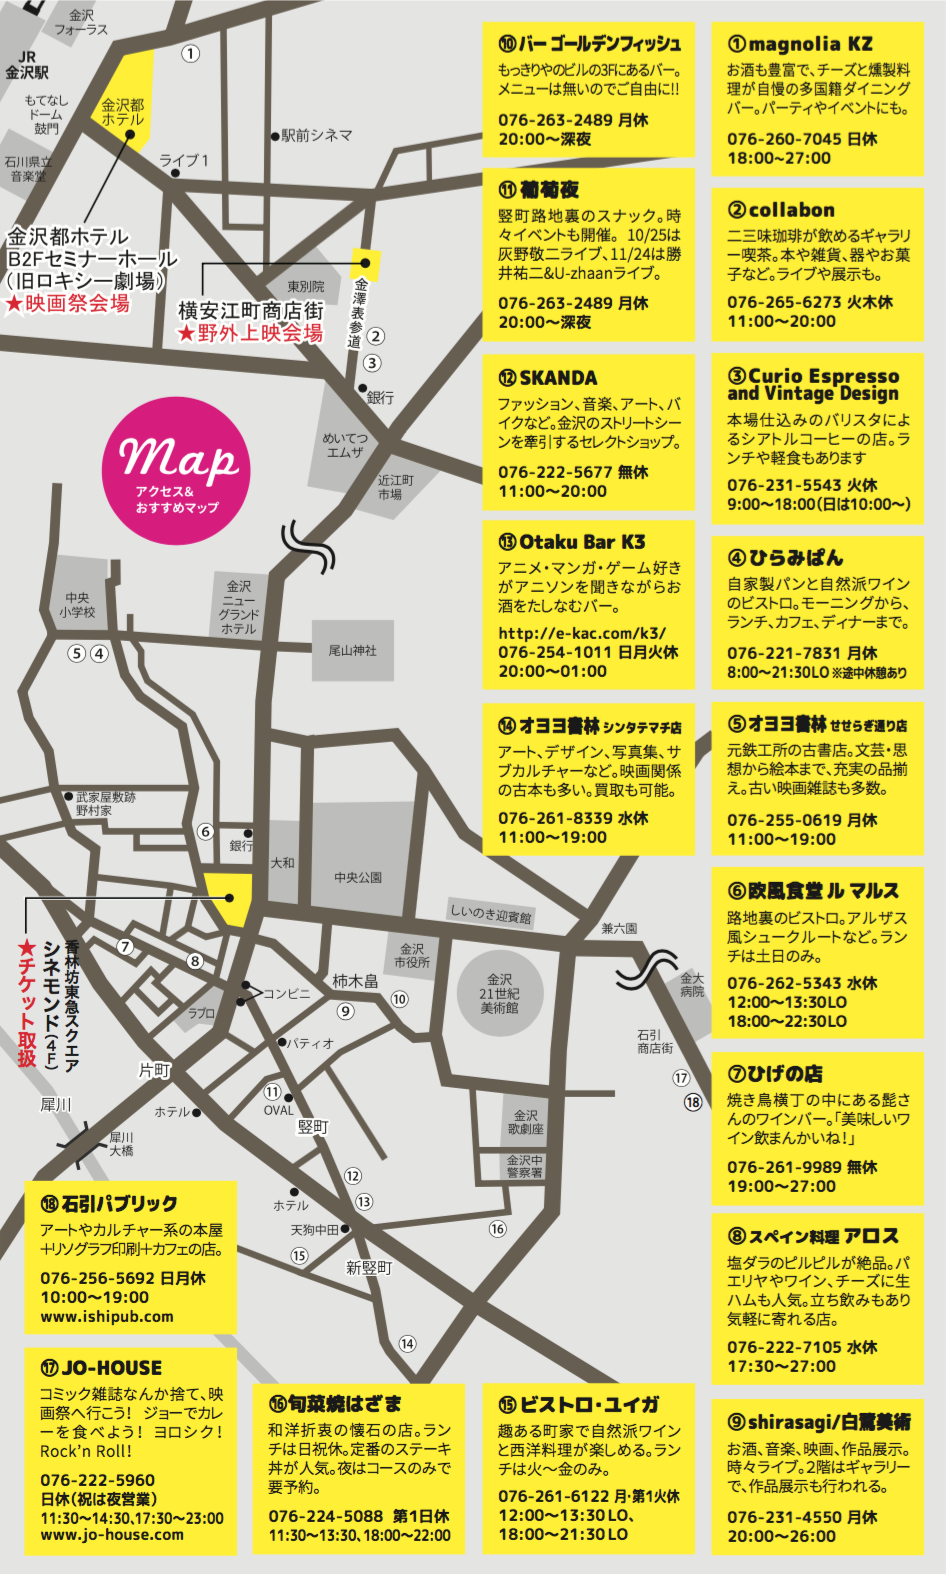 金沢
フォーラス
JR
金沢駅
もてなし
ドーム
鼓門
金沢都
ホテル
①
駅前シネマ
石川県立
音楽堂
ライブ1
金沢都ホテル
B2Fセミナーホール
(旧ロキシー劇場)
★映画祭会場
東別院
横安江町商店街
★野外上映会場
金澤表参道
②
③
銀行
めいてつ
エムザ
近江町
市場
Map
アクセス&
おすすめマップ
中央
小学校
金沢
ニュー
グランド
ホテル
尾山神社
⑤④
武家屋敷跡
野村家
⑥
銀行
大和
中央公園
しいのき迎賓館
兼六園
香林坊東急スクエア
シネモンド(4F)
★チケット取扱
⑦
⑧
ラブロ
コンビニ
柿木畠
⑨
⑩
金沢
市役所
金沢
21世紀
美術館
金大
病院
石引
商店街
⑰
⑱
パティオ
片町
ホテル
⑪
OVAL
竪町
犀川
犀川
大橋
金沢
歌劇座
金沢中
警察署
⑫
⑬
ホテル
天狗中田
⑮
新竪町
⑯
⑭
⑩バー ゴールデンフィッシュ
もっきりやのビルの3Fにあるバー。
メニューは無いのでご自由に!!
076-263-2489 月休
20:00〜深夜
⑪ 葡萄夜
竪町路地裏のスナック。時
々イベントも開催。 10/25は
灰野敬二ライブ、11/24は勝
井祐二&U-zhaanライブ。
076-263-2489 月休
20:00〜深夜
⑫ SKANDA
ファッション、音楽、アート、バ
イクなど。金沢のストリートシー
ンを牽引するセレクトショップ。
076-222-5677 無休
11:00〜20:00
⑬ Otaku Bar K3
アニメ・マンガ・ゲーム好き
がアニソンを聞きながらお
酒をたしなむバー。
http://e-kac.com/k3/
076-254-1011 日月火休
20:00〜01:00
⑭ オヨヨ書林 シンタテマチ店
アート、デザイン、写真集、サ
ブカルチャーなど。映画関係
の古本も多い。買取も可能。
076-261-8339 水休
11:00〜19:00
①magnolia KZ
お酒も豊富で、チーズと燻製料
理が自慢の多国籍ダイニング
バー。パーティやイベントにも。
076-260-7045 日休
18:00~27:00
②collabon
二三味珈琲が飲めるギャラリ
ー喫茶。本や雑貨、器やお菓
子など。ライブや展示も。
076-265-6273 火木休
11:00〜20:00
③Curio Espresso
and Vintage Design
本場仕込みのバリスタによ
るシアトルコーヒーの店。ラ
ンチや軽食もあります
076-231-5543 火休
9:00〜18:00(日は10:00〜)
④ひらみぱん
自家製パンと自然派ワイン
のビストロ。モーニングから、
ランチ、カフェ、ディナーまで。
076-221-7831 月休
8:00〜21:30LO ※途中休憩あり
⑤オヨヨ書林 せせらぎ通り店
元鉄工所の古書店。文芸・思
想から絵本まで、充実の品揃
え。古い映画雑誌も多数。
076-255-0619 月休
11:00〜19:00
⑥欧風食堂 ル マルス
路地裏のビストロ。アルザス
風シュークルートなど。ラン
チは土日のみ。
076-262-5343 水休
12:00〜13:30LO
18:00〜22:30LO
⑦ひげの店
焼き鳥横丁の中にある髭さ
んのワインバー。「美味しいワ
イン飲まんかいね!」
076-261-9989 無休
19:00〜27:00
⑧ スペイン料理 アロス
塩ダラのピルピルが絶品。パ
エリヤやワイン、チーズに生
ハムも人気。立ち飲みもあり
気軽に寄れる店。
076-222-7105 水休
17:30〜27:00
⑨shirasagi/白鷺美術
お酒、音楽、映画、作品展示。
時々ライブ。2階はギャラリー
で、作品展示も行われる。
076-231-4550 月休
20:00〜26:00
⑱ 石引パブリック
アートやカルチャー系の本屋
+リソグラフ印刷+カフェの店。
076-256-5692 日月休
10:00〜19:00
www.ishipub.com
⑰ JO-HOUSE
コミック雑誌なんか捨て、映
画祭へ行こう! ジョーでカレ
ーを食べよう! ヨロシク!
Rock'n Roll!
076-222-5960
日休(祝は夜営業)
11:30〜14:30、17:30〜23:00
www.jo-house.com
⑯旬菜焼はざま
和洋折衷の懐石の店。ラン
チは日祝休。定番のステーキ
丼が人気。夜はコースのみで
要予約。
076-224-5088 第1日休
11:30〜13:30、18:00〜22:00
⑮ ビストロ・ユイガ
趣ある町家で自然派ワイン
と西洋料理が楽しめる。ラン
チは火〜金のみ。
076-261-6122 月・第1火休
12:00〜13:30 LO、
18:00〜21:30 LO